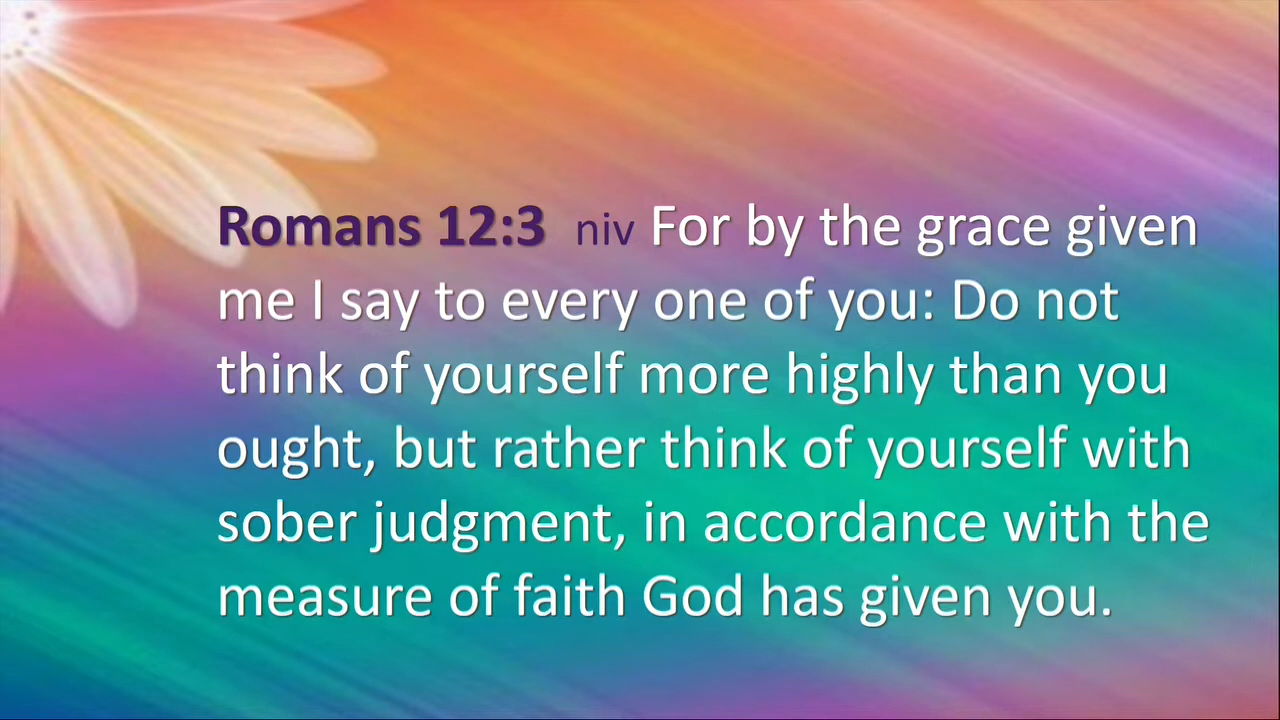 Romans 12:3 niv For by the grace given
me I say to every one of you: Do not
think of yourself more highly than you
ought, but rather think of yourself with
sober judgment, in accordance with the
measure of faith God has given you.